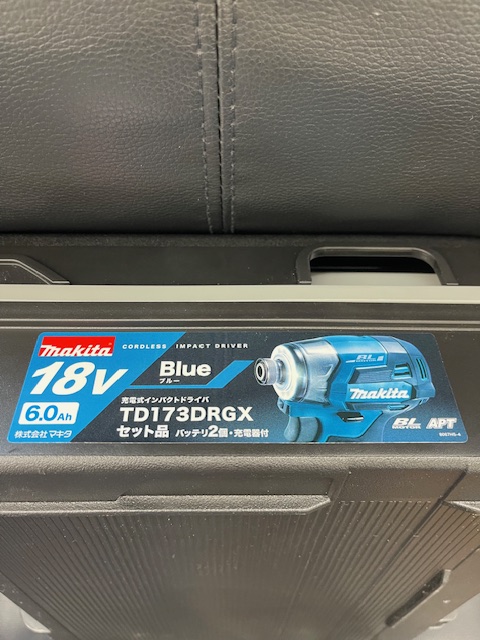 makita
CORDLESS IMPACT DRIVER
18V
Blue
ブルー
6.0Ah
充電式インパクトドライバ
TD173DRGX
セット品 バッテリ2個・充電器付
株式会社マキタ
BL
makita
BL
MOTOR
APT